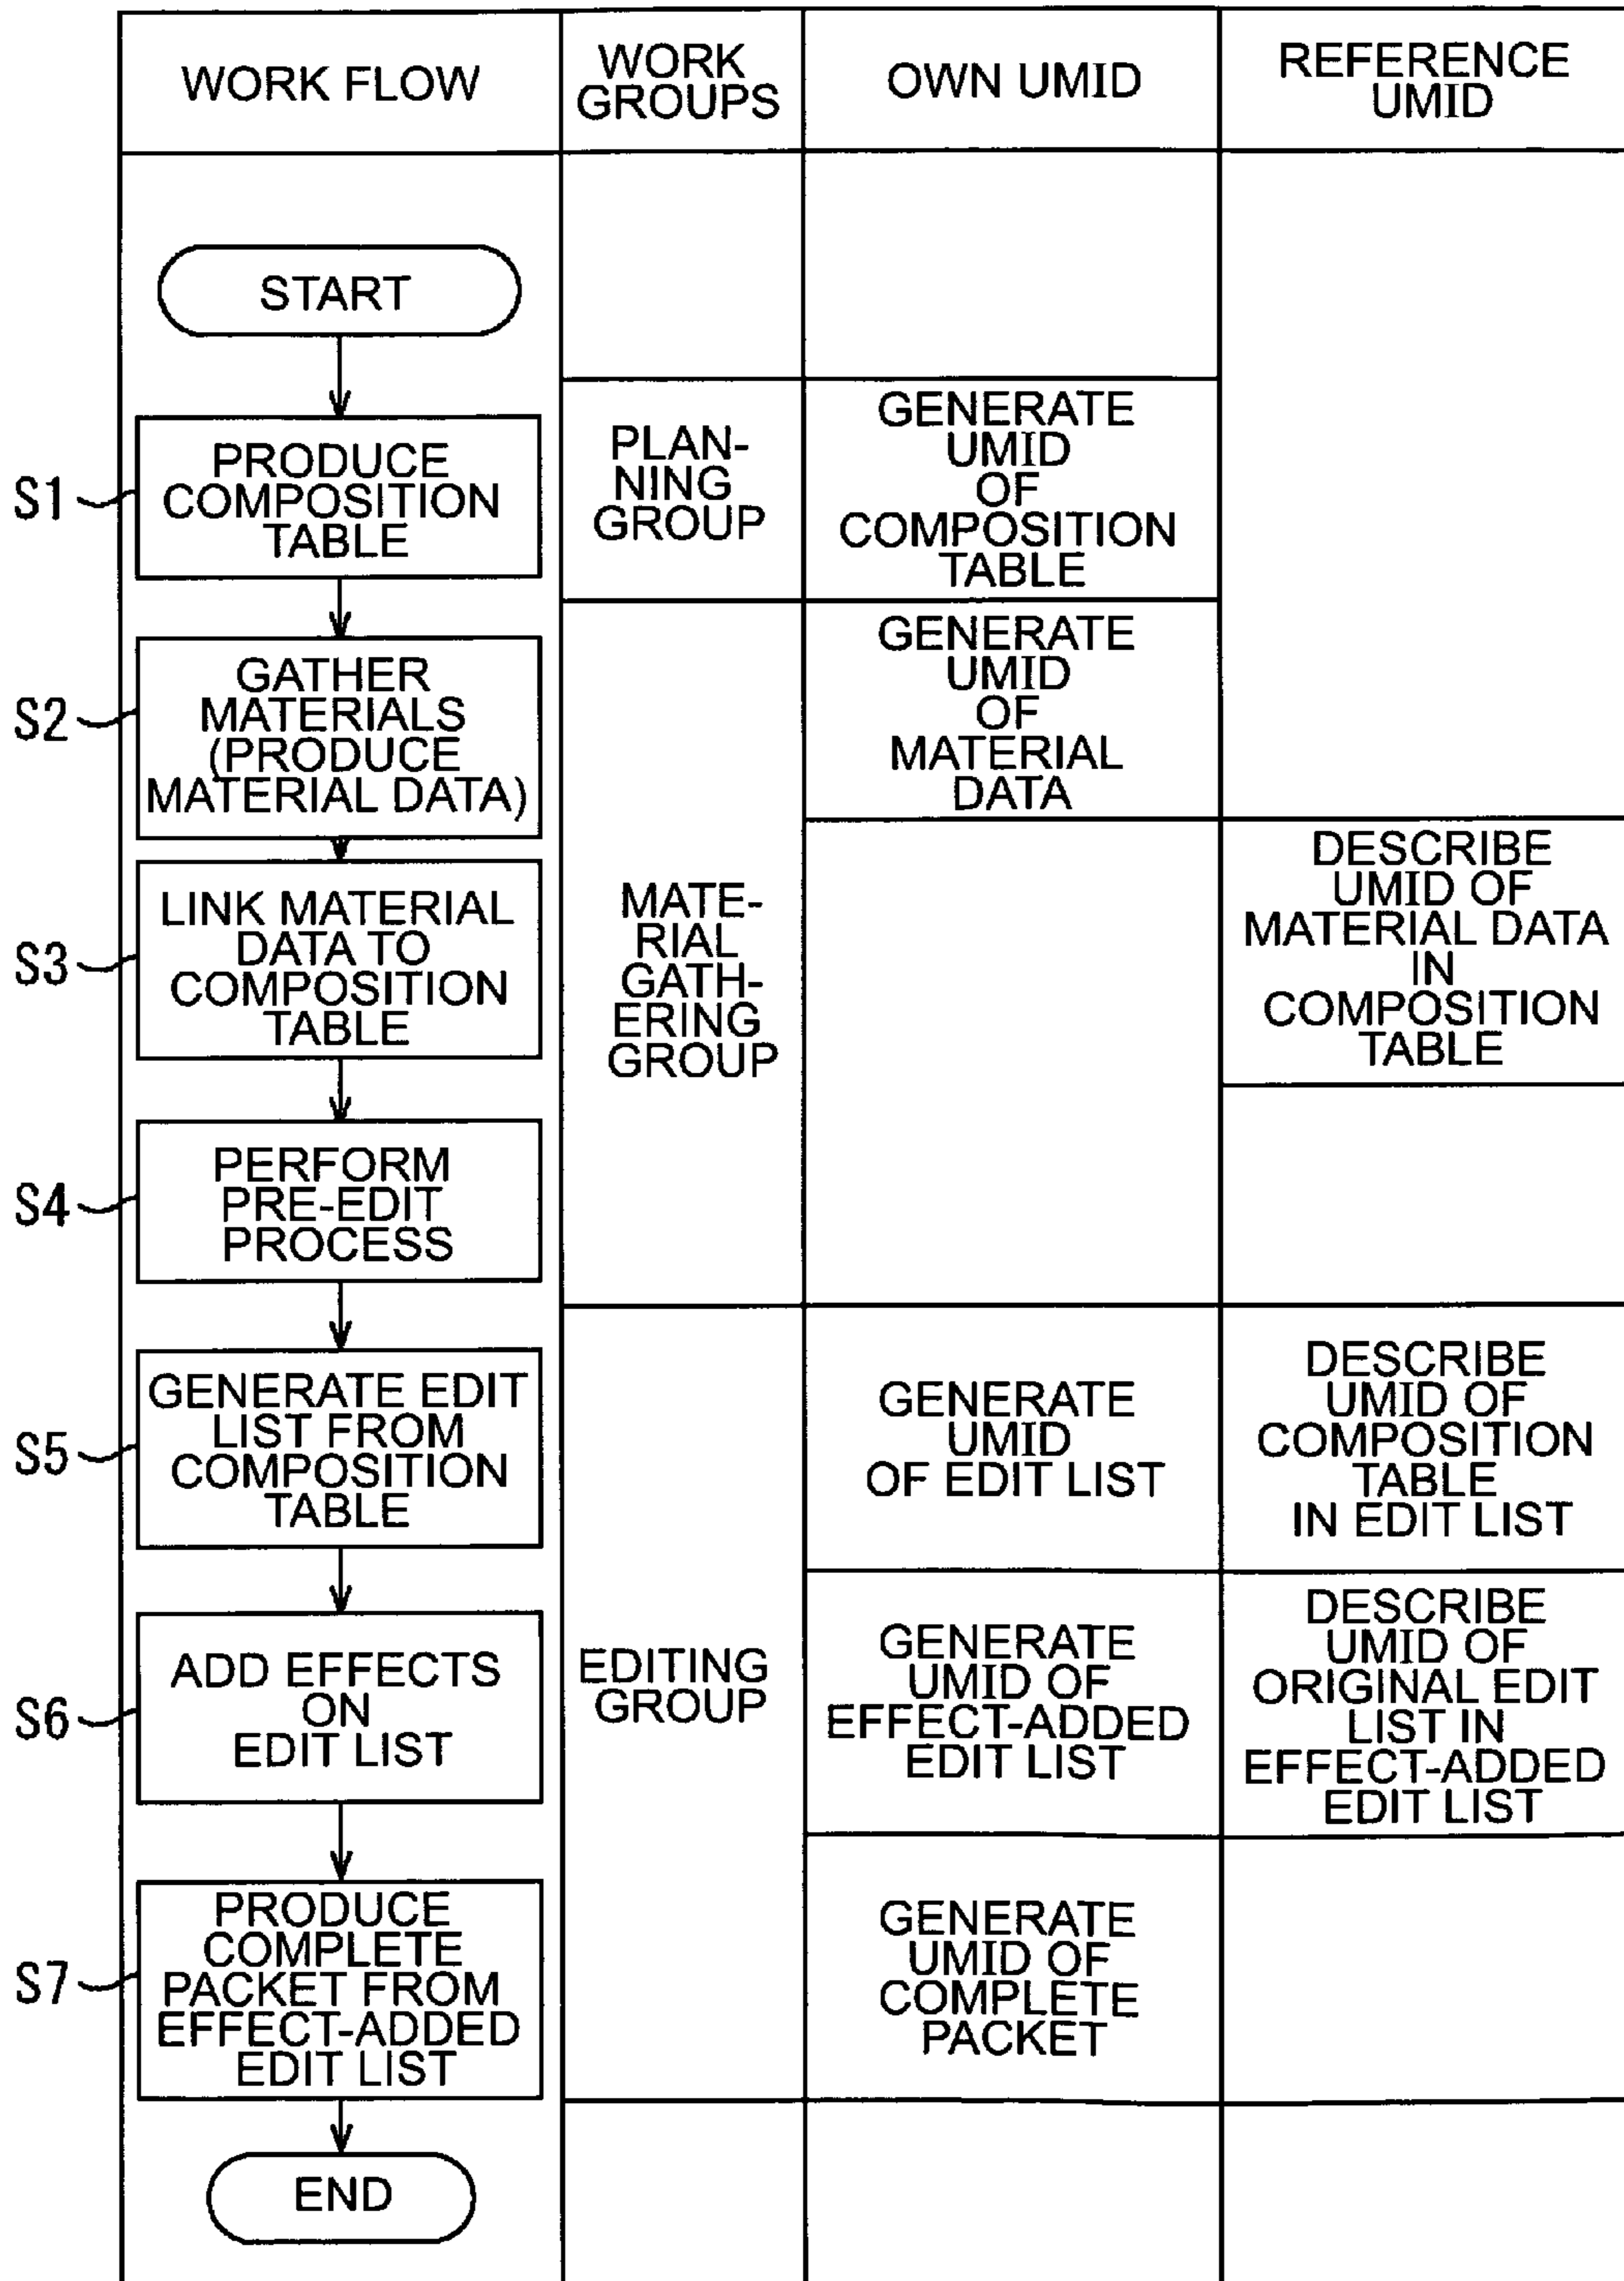 WORK FLOW
WORK
GROUPS
OWN UMID
REFERENCE
UMID
START
S1
PRODUCE
COMPOSITION
TABLE
PLAN-
NING
GROUP
GENERATE
UMID
OF
COMPOSITION
TABLE
S2
GATHER
MATERIALS
(PRODUCE
MATERIAL DATA)
GENERATE
UMID
OF
MATERIAL
DATA
S3
LINK MATERIAL
DATA TO
COMPOSITION
TABLE
MATE-
RIAL
GATH-
ERING
GROUP
DESCRIBE
UMID OF
MATERIAL DATA
IN
COMPOSITION
TABLE
S4
PERFORM
PRE-EDIT
PROCESS
S5
GENERATE EDIT
LIST FROM
COMPOSITION
TABLE
GENERATE
UMID
OF EDIT LIST
DESCRIBE
UMID OF
COMPOSITION
TABLE
IN EDIT LIST
S6
ADD EFFECTS
ON
EDIT LIST
EDITING
GROUP
GENERATE
UMID OF
EFFECT-ADDED
EDIT LIST
DESCRIBE
UMID OF
ORIGINAL EDIT
LIST IN
EFFECT-ADDED
EDIT LIST
S7
PRODUCE
COMPLETE
PACKET FROM
EFFECT-ADDED
EDIT LIST
GENERATE
UMID OF
COMPLETE
PACKET
END